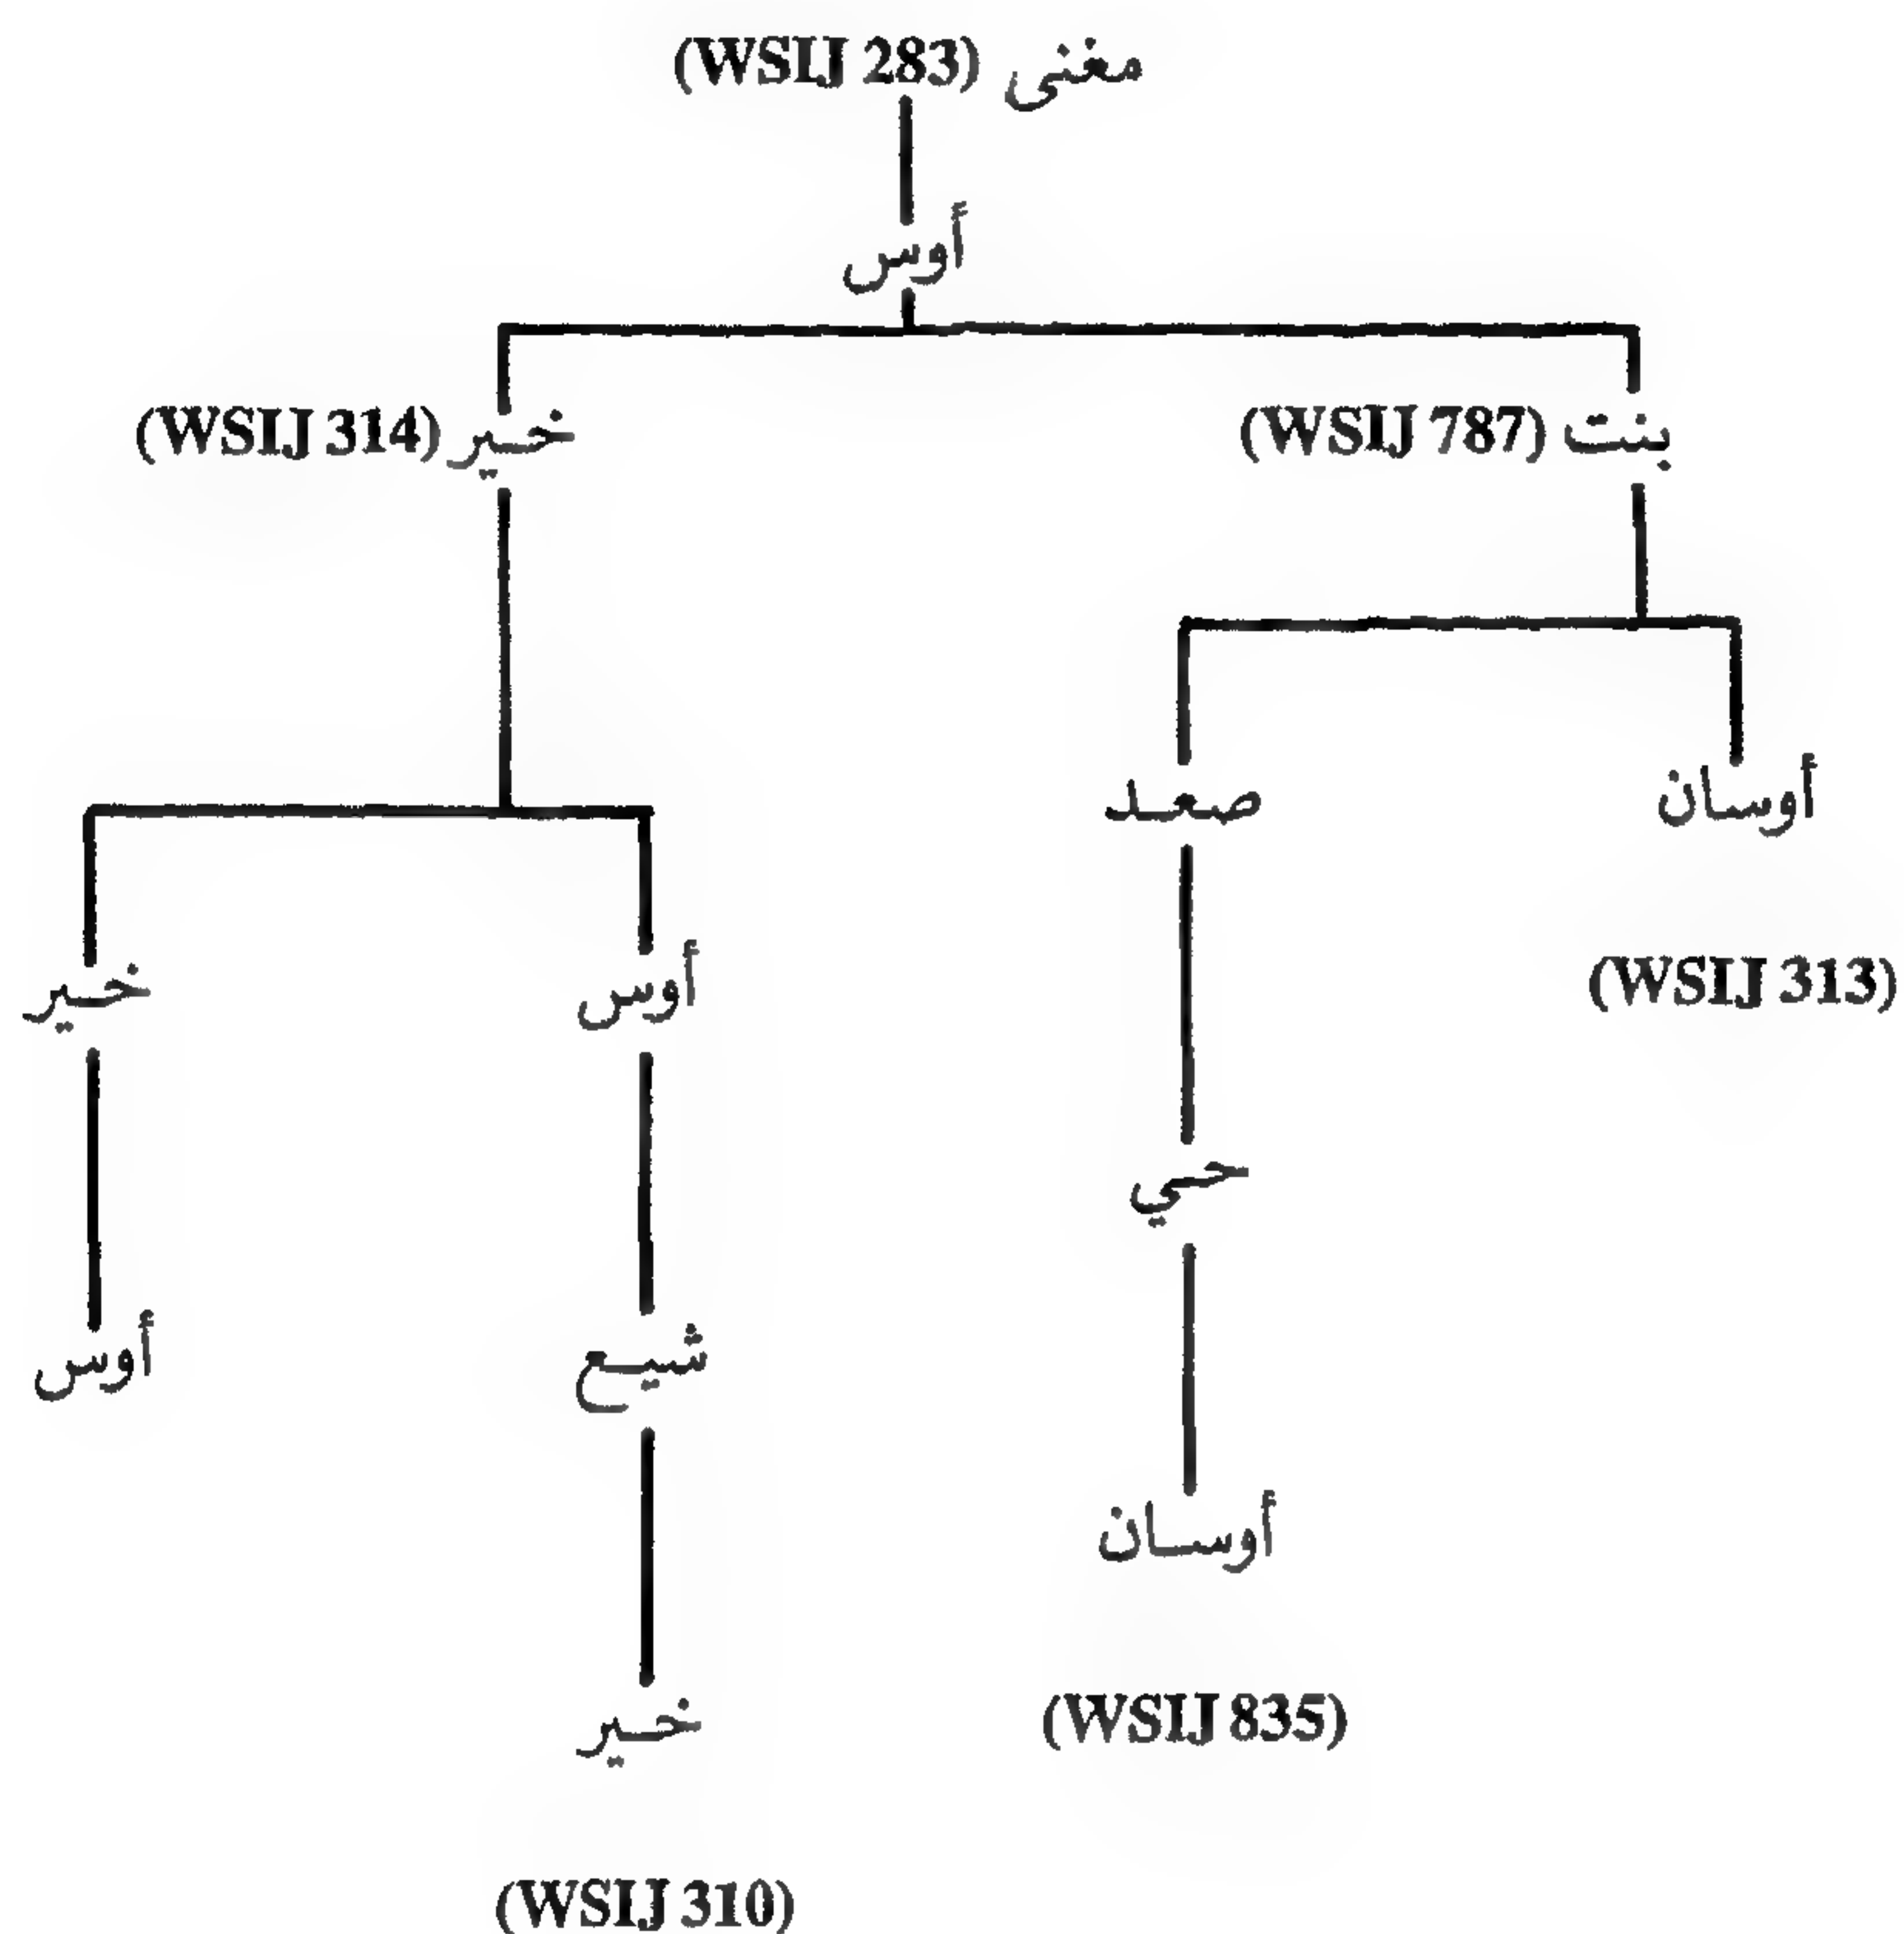 معنى (WSIJ 283)
أوس
بنت (WSIJ 787) خير (WSIJ 314)
أوسان صعد
أوس خير
(WSIJ 313)
حي
شيع أوس
أوسان
خير (WSIJ 835)
(WSIJ 310)